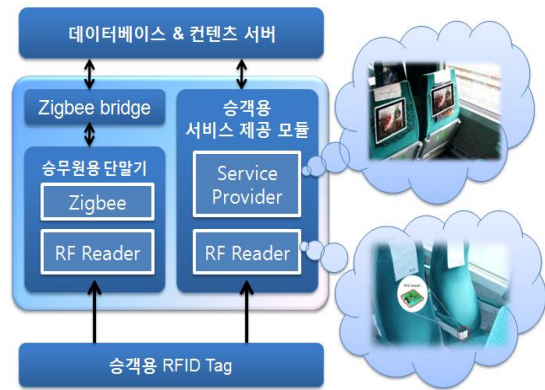 데이터베이스 & 컨텐츠 서버
Zigbee bridge
승무원용 단말기
Zigbee
RF Reader
승객용
서비스 제공 모듈
Service
Provider
RF Reader
RFID Reader
승객용 RFID Tag